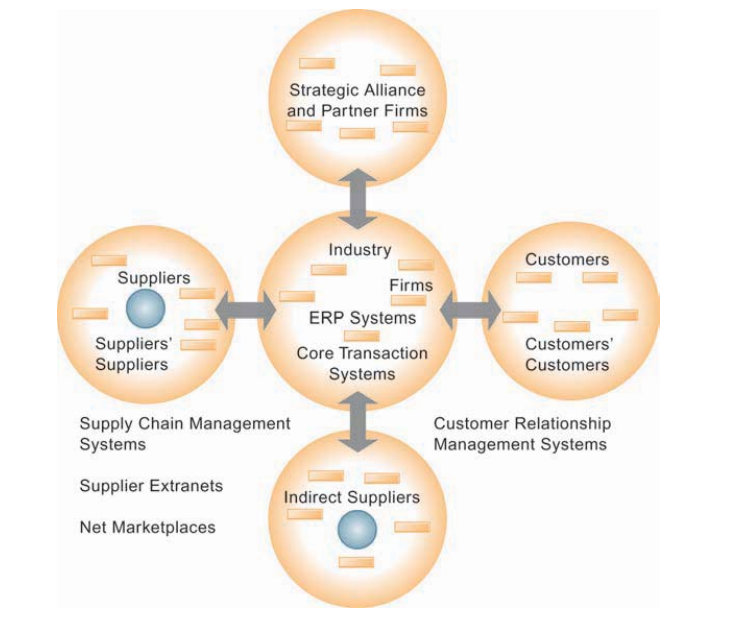 Strategic Alliance
and Partner Firms
Industry
Firms
ERP Systems
Core Transaction
Systems
Suppliers
Suppliers’
Suppliers
Customers
Customers’
Customers
Supply Chain Management
Systems
Supplier Extranets
Net Marketplaces
Customer Relationship
Management Systems
Indirect Suppliers